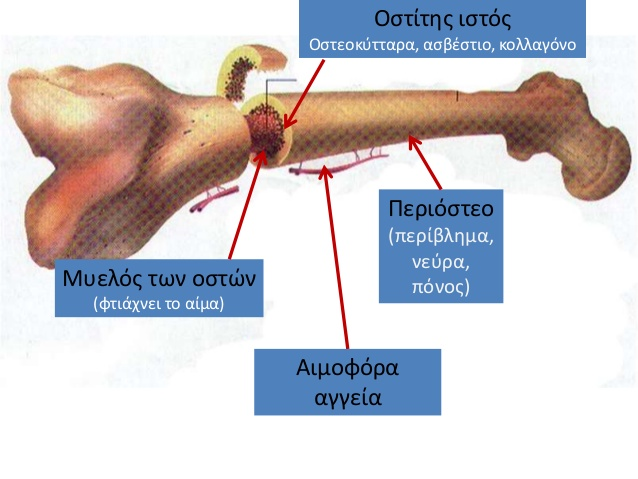 Οστίτης ιστός
Οστεοκύτταρα, ασβέστιο, κολλαγόνο
Περιόστεο
(περίβλημα,
νεύρα,
πόνος)
Μυελός των οστών
(φτιάχνει το αίμα)
Αιμοφόρα
αγγεία